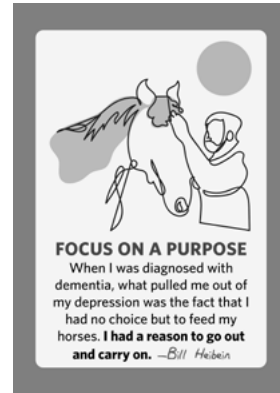 FOCUS ON A PURPOSE
When I was diagnosed with
dementia, what pulled me out of
my depression was the fact that I
had no choice but to feed my
horses. I had a reason to go out
and carry on. —Bill Heibein